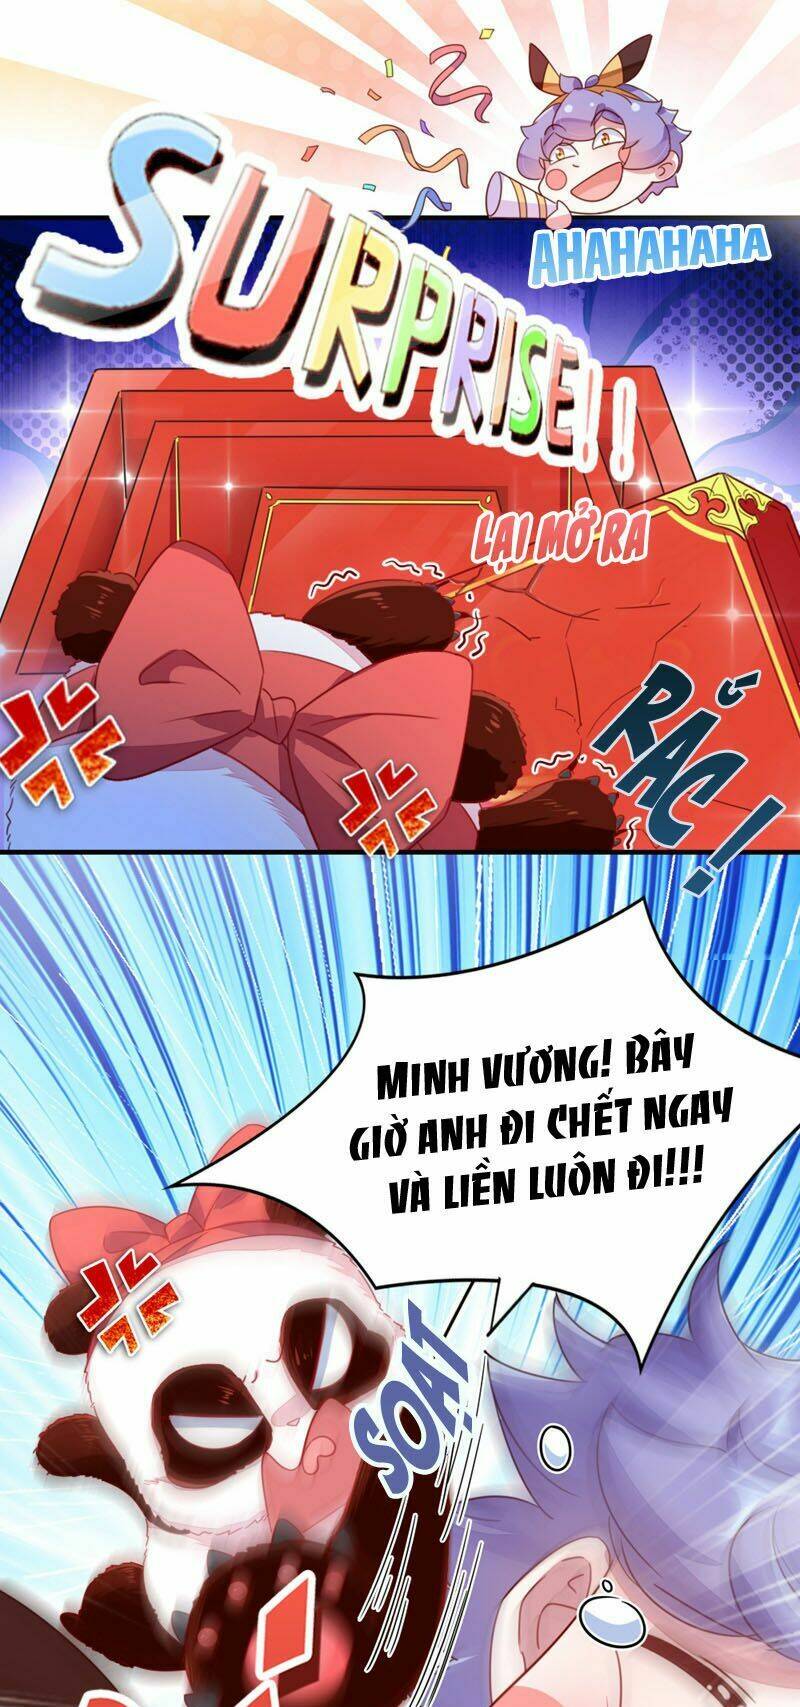 SURPRISE!!
AHAHAHAHA
LẠI MỞ RA
RẮC!
MINH VƯƠNG! BÂY
GIỜ ANH ĐI CHẾT NGAY
VÀ LIỀN LUÔN ĐI!!!
SOẠT